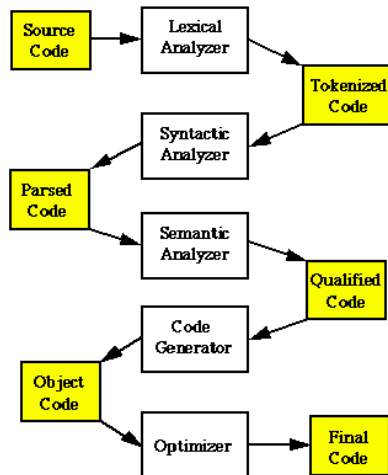 Source
Code
Lexical
Analyzer
Tokenized
Code
Syntactic
Analyzer
Parsed
Code
Semantic
Analyzer
Qualified
Code
Code
Generator
Object
Code
Optimizer
Final
Code